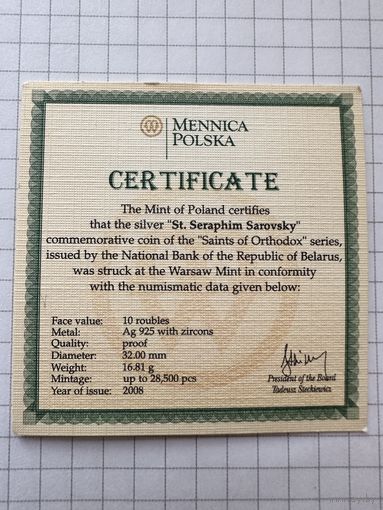 MENNICA
POLSKA
CERTIFICATE
The Mint of Poland certifies
that the silver "St. Seraphim Sarovsky"
commemorative coin of the "Saints of Orthodox" series,
issued by the National Bank of the Republic of Belarus,
was struck at the Warsaw Mint in conformity
with the numismatic data given below:
Face value: 10 roubles
Metal: Ag 925 with zircons
Quality: proof
Diameter: 32.00 mm
Weight: 16.81 g
Mintage: up to 28,500 pcs
Year of issue: 2008
President of the Board
Tadeusz Steckiewicz